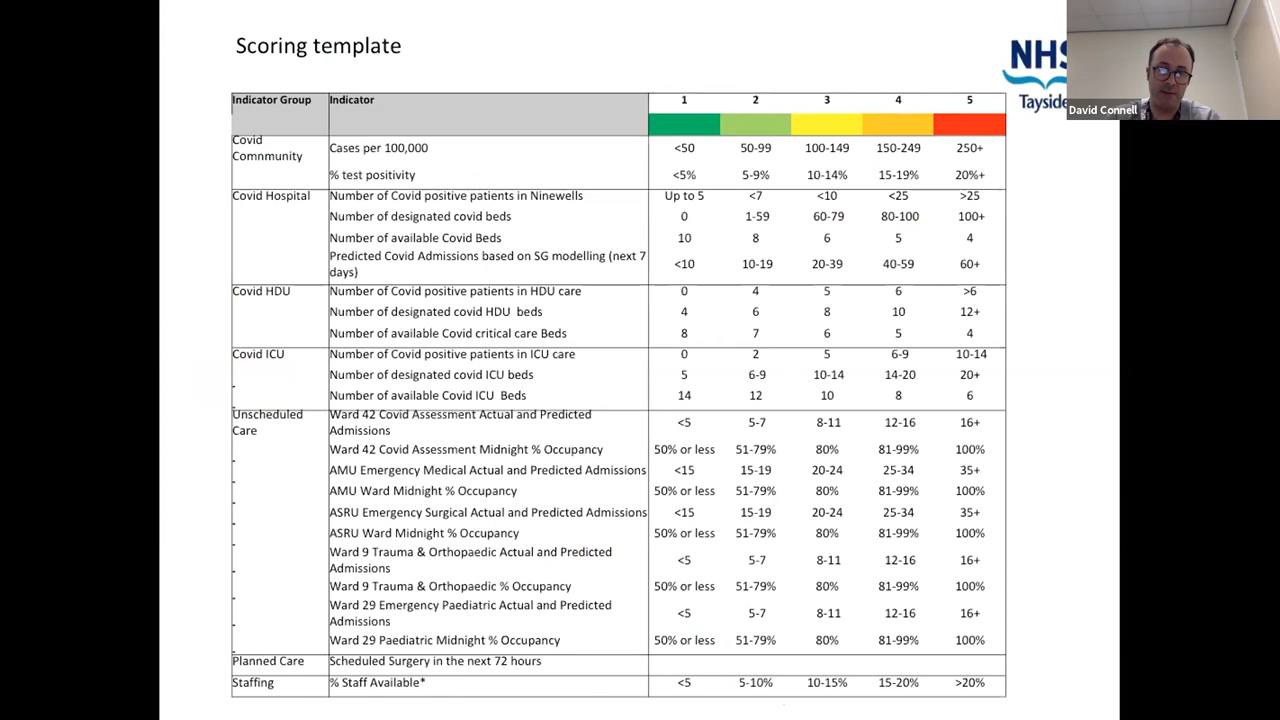 Scoring template
NHS
Tayside
David Connell
Indicator Group Indicator 1 2 3 4 5
Covid Comnmunity Cases per 100,000 <50 50-99 100-149 150-249 250+
% test positivity <5% 5-9% 10-14% 15-19% 20%+
Covid Hospital Number of Covid positive patients in Ninewells Up to 5 <7 <10 <25 >25
Number of designated covid beds 0 1-59 60-79 80-100 100+
Number of available Covid Beds 10 8 6 5 4
Predicted Covid Admissions based on SG modelling (next 7 days) <10 10-19 20-39 40-59 60+
Covid HDU Number of Covid positive patients in HDU care 0 4 5 6 >6
Number of designated covid HDU beds 4 6 8 10 12+
Number of available Covid critical care Beds 8 7 6 5 4
Covid ICU Number of Covid positive patients in ICU care 0 2 5 6-9 10-14
Number of designated covid ICU beds 5 6-9 10-14 14-20 20+
Number of available Covid ICU Beds 14 12 10 8 6
Unscheduled Care Ward 42 Covid Assessment Actual and Predicted Admissions <5 5-7 8-11 12-16 16+
Ward 42 Covid Assessment Midnight % Occupancy 50% or less 51-79% 80% 81-99% 100%
AMU Emergency Medical Actual and Predicted Admissions <15 15-19 20-24 25-34 35+
AMU Ward Midnight % Occupancy 50% or less 51-79% 80% 81-99% 100%
ASRU Emergency Surgical Actual and Predicted Admissions <15 15-19 20-24 25-34 35+
ASRU Ward Midnight % Occupancy 50% or less 51-79% 80% 81-99% 100%
Ward 9 Trauma & Orthopaedic Actual and Predicted Admissions <5 5-7 8-11 12-16 16+
Ward 9 Trauma & Orthopaedic % Occupancy 50% or less 51-79% 80% 81-99% 100%
Ward 29 Emergency Paediatric Actual and Predicted Admissions <5 5-7 8-11 12-16 16+
Ward 29 Paediatric Midnight % Occupancy 50% or less 51-79% 80% 81-99% 100%
Planned Care Scheduled Surgery in the next 72 hours
Staffing % Staff Available* <5 5-10% 10-15% 15-20% >20%